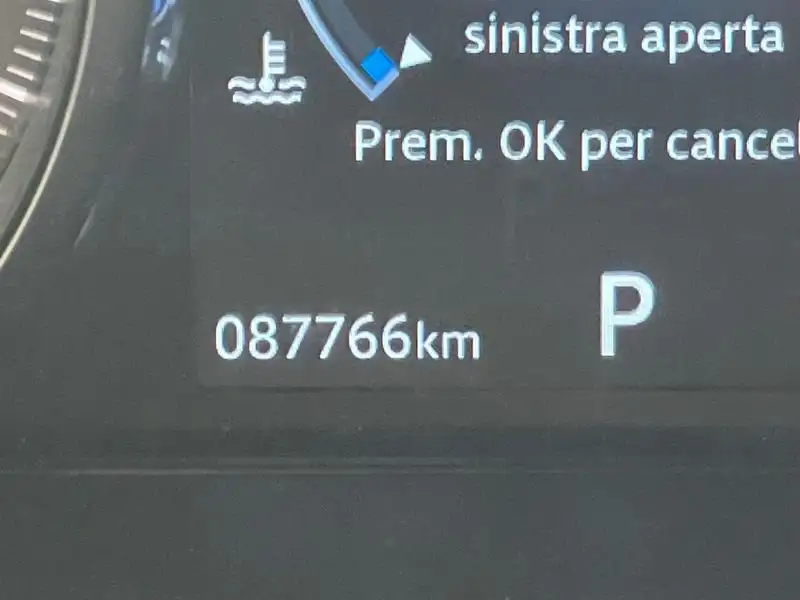 sinistra aperta
Prem. OK per cancel
087766km
P